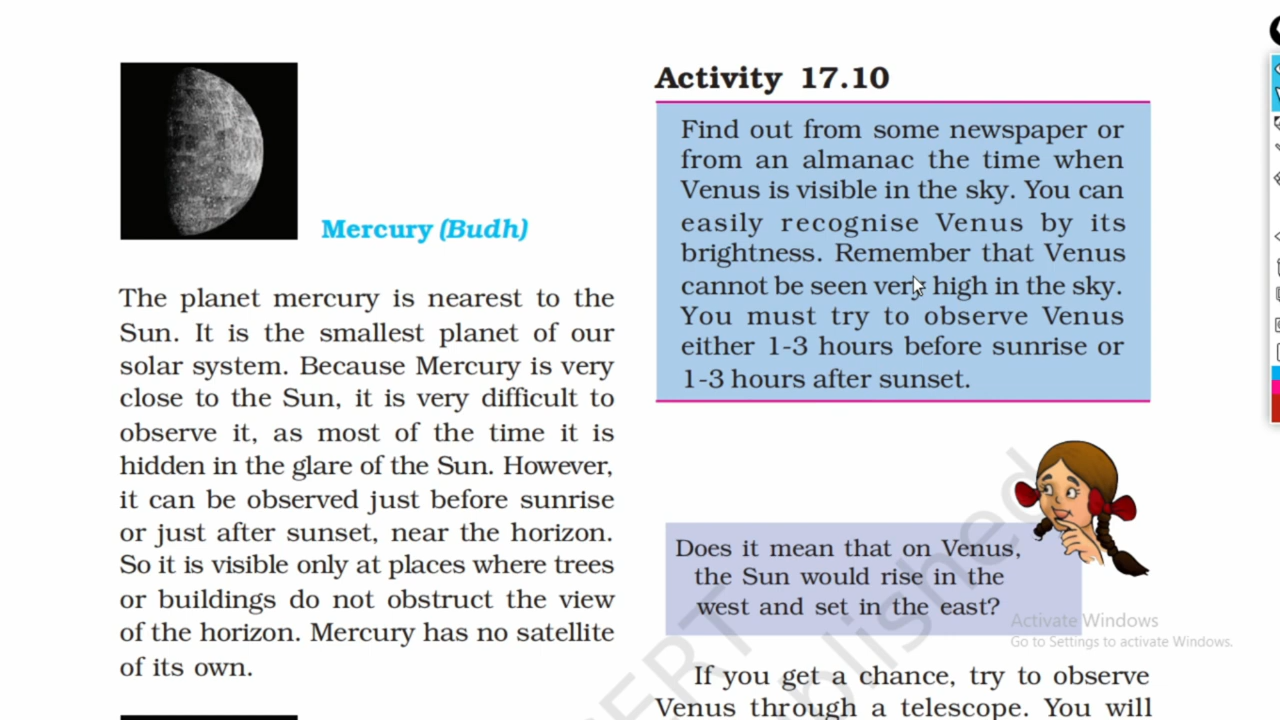 Mercury (Budh)
The planet mercury is nearest to the
Sun. It is the smallest planet of our
solar system. Because Mercury is very
close to the Sun, it is very difficult to
observe it, as most of the time it is
hidden in the glare of the Sun. However,
it can be observed just before sunrise
or just after sunset, near the horizon.
So it is visible only at places where trees
or buildings do not obstruct the view
of the horizon. Mercury has no satellite
of its own.
Activity 17.10
Find out from some newspaper or
from an almanac the time when
Venus is visible in the sky. You can
easily recognise Venus by its
brightness. Remember that Venus
cannot be seen very high in the sky.
You must try to observe Venus
either 1-3 hours before sunrise or
1-3 hours after sunset.
Does it mean that on Venus,
the Sun would rise in the
west and set in the east?
Activate Windows
Go to Settings to activate Windows.
If you get a chance, try to observe
Venus through a telescope. You will